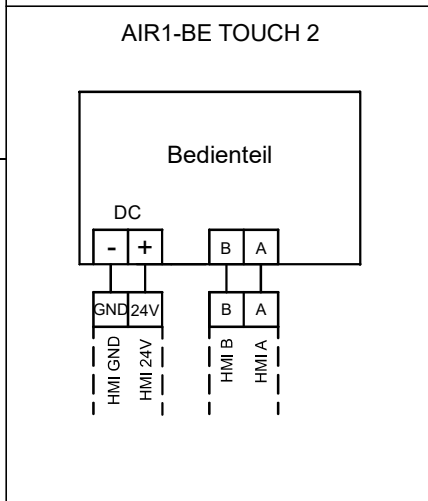 AIR1-BE TOUCH 2
Bedienteil
DC
- + B A
GND 24V B A
HMI GND
HMI 24V
HMI B
HMI A